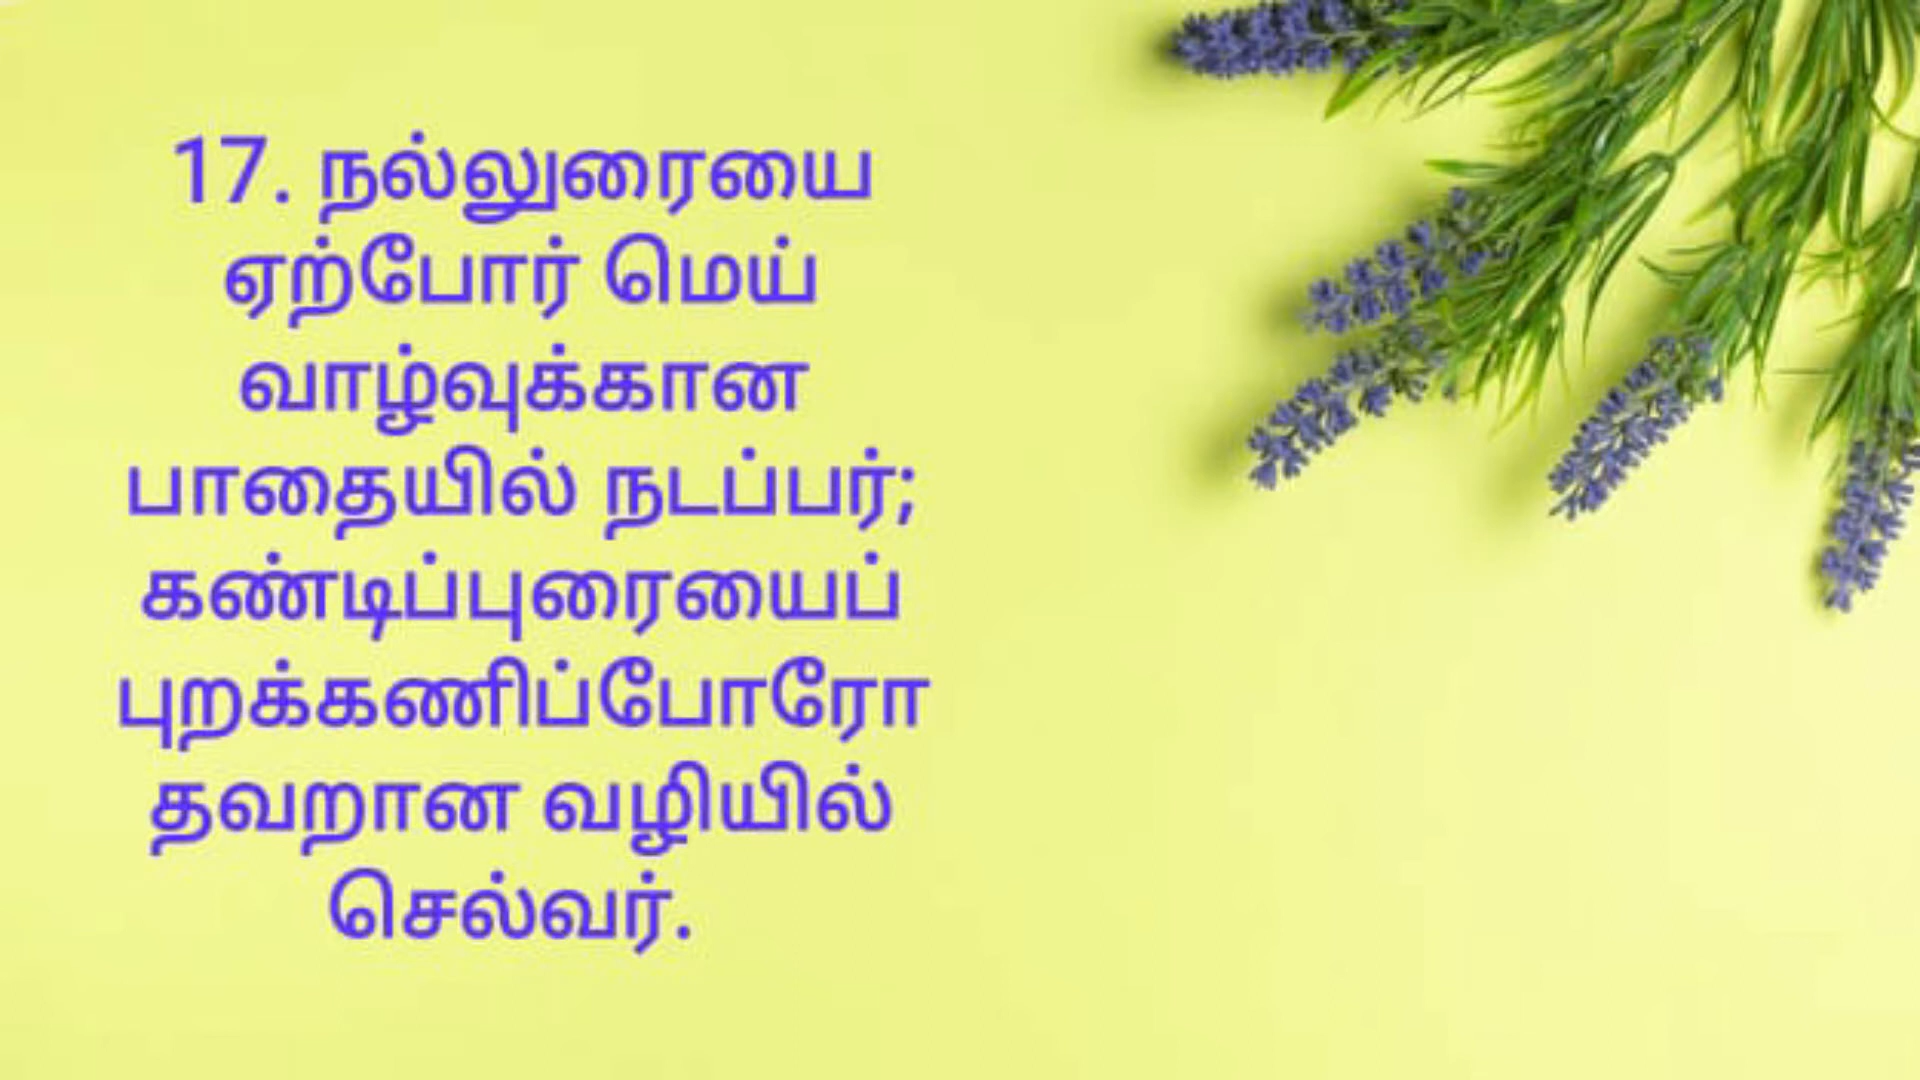 17. நல்லுரையை
ஏற்போர் மெய்
வாழ்வுக்கான
பாதையில் நடப்பர்;
கண்டிப்புரையைப்
புறக்கணிப்போரோ
தவறான வழியில்
செல்வர்.